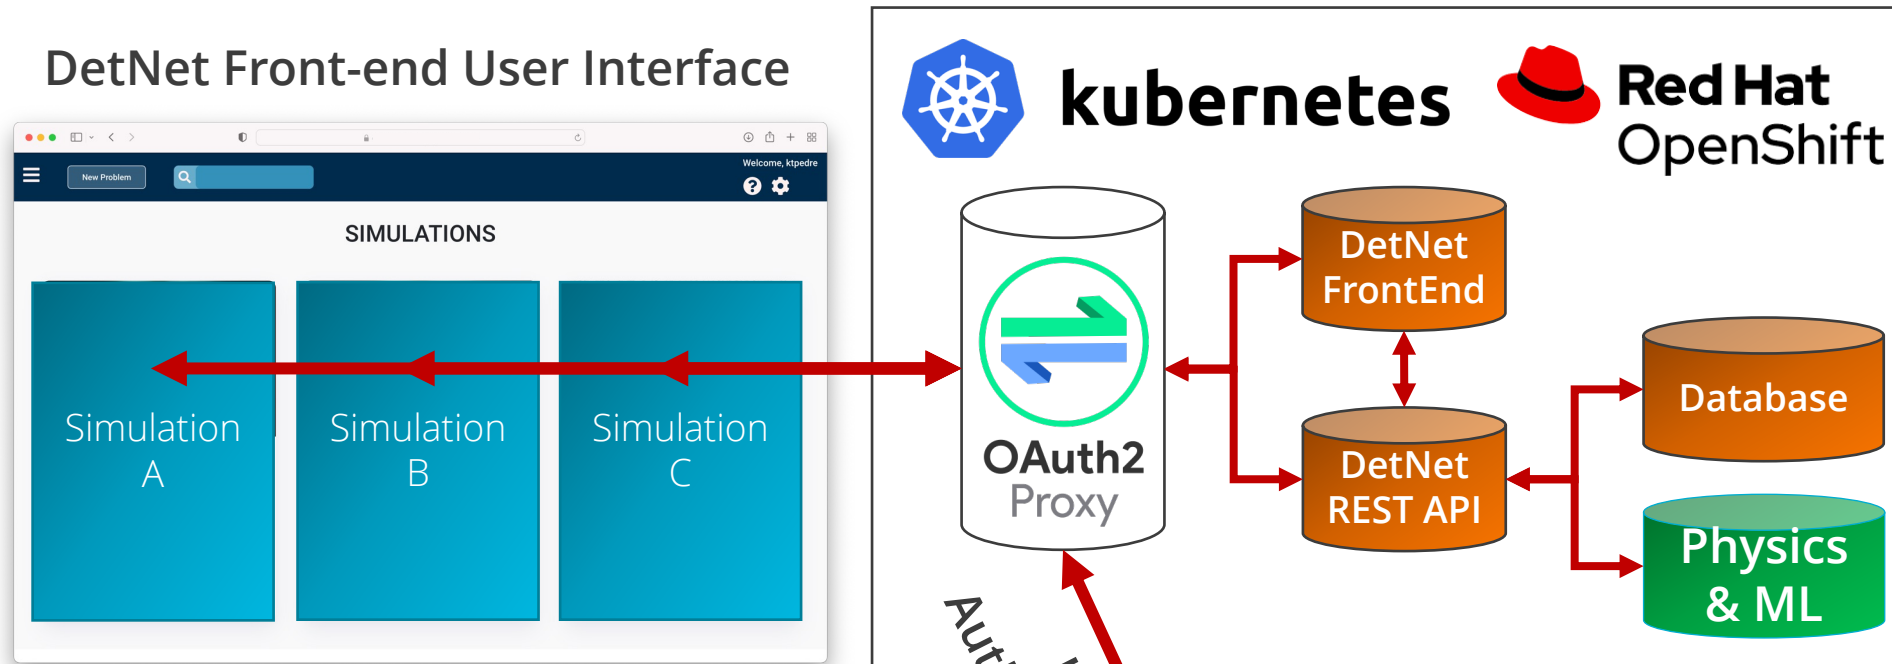 DetNet Front-end User Interface
Welcome, ktpedre
New Problem
SIMULATIONS
Simulation
A
Simulation
B
Simulation
C
kubernetes
Red Hat
OpenShift
OAuth2
Proxy
DetNet
FrontEnd
DetNet
REST API
Database
Physics
& ML